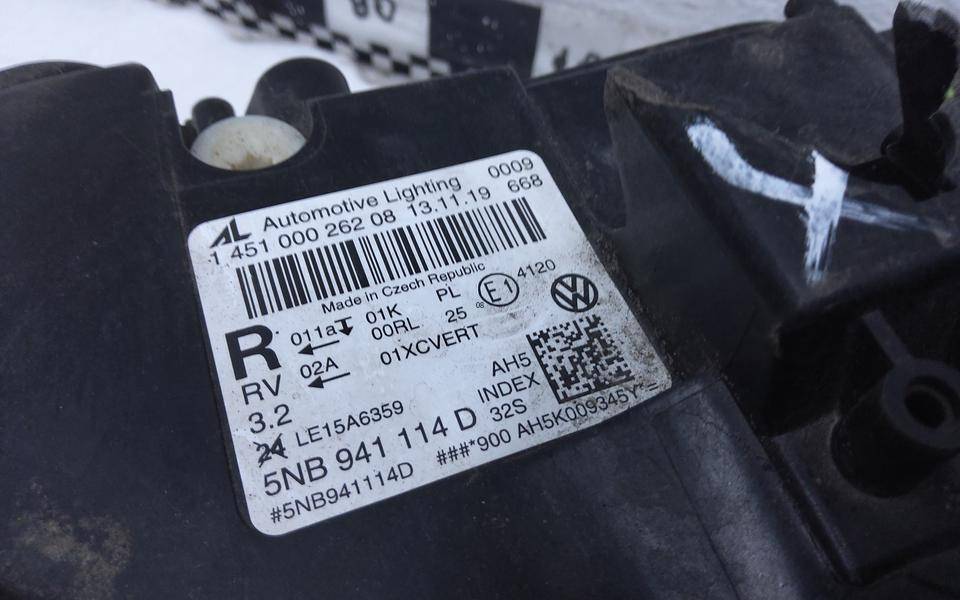 AL Automotive Lighting 0009
1 451 000 262 08 13.11.19 668
Made in Czech Republic
R 011a 01K PL E1 4120
00RL 25
02A 01XCVERT
RV
3.2 AH5
24 LE15A6359 INDEX
5NB 941 114 D 32S
#5NB941114D ###*900 AH5K009345Y =